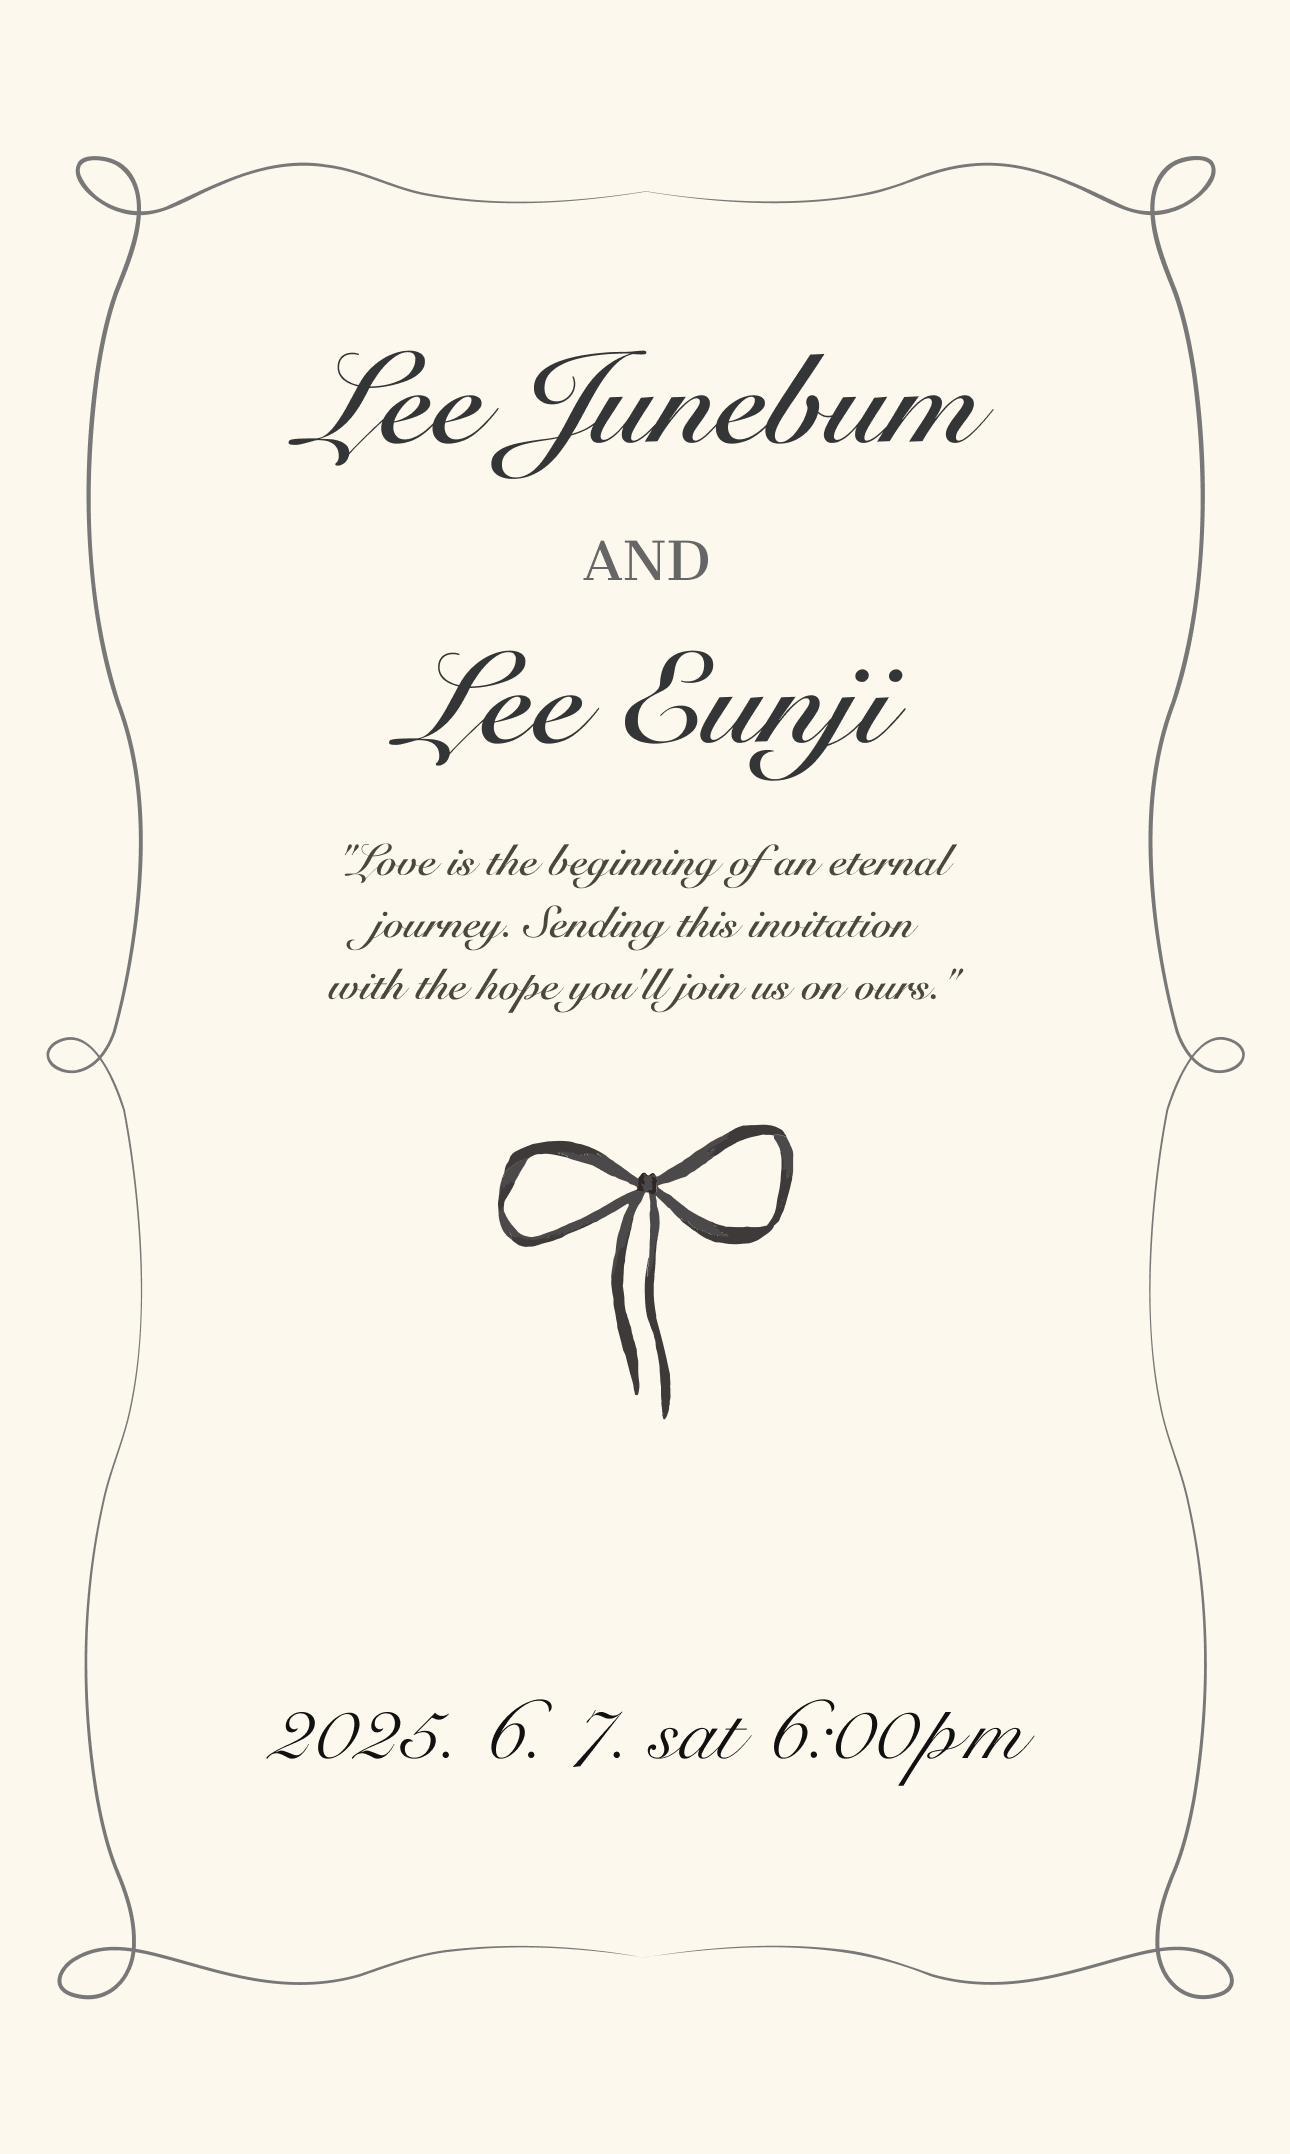 Lee Junebum
AND
Lee Eunji
"Love is the beginning of an eternal
journey. Sending this invitation
with the hope you'll join us on ours."
2025. 6. 7. sat 6:00pm